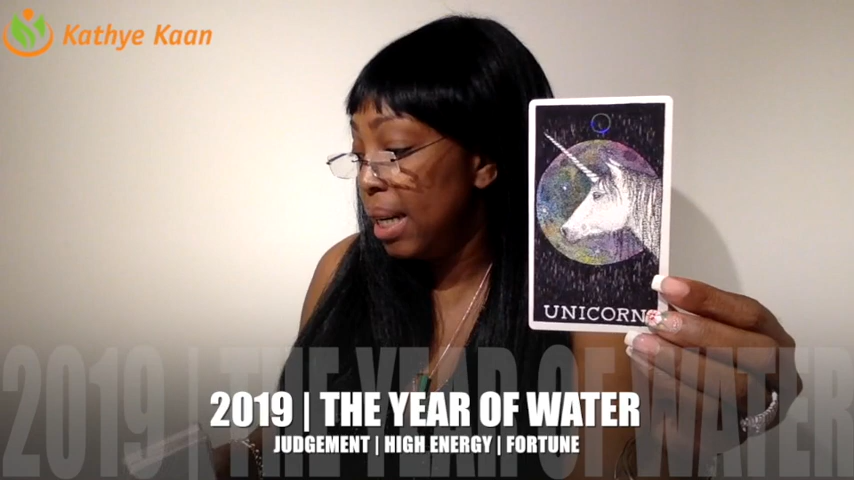 Kathye Kaan
UNICORN
2019 | THE YEAR OF WATER
2019 | THE YEAR OF WATER
JUDGEMENT | HIGH ENERGY | FORTUNE